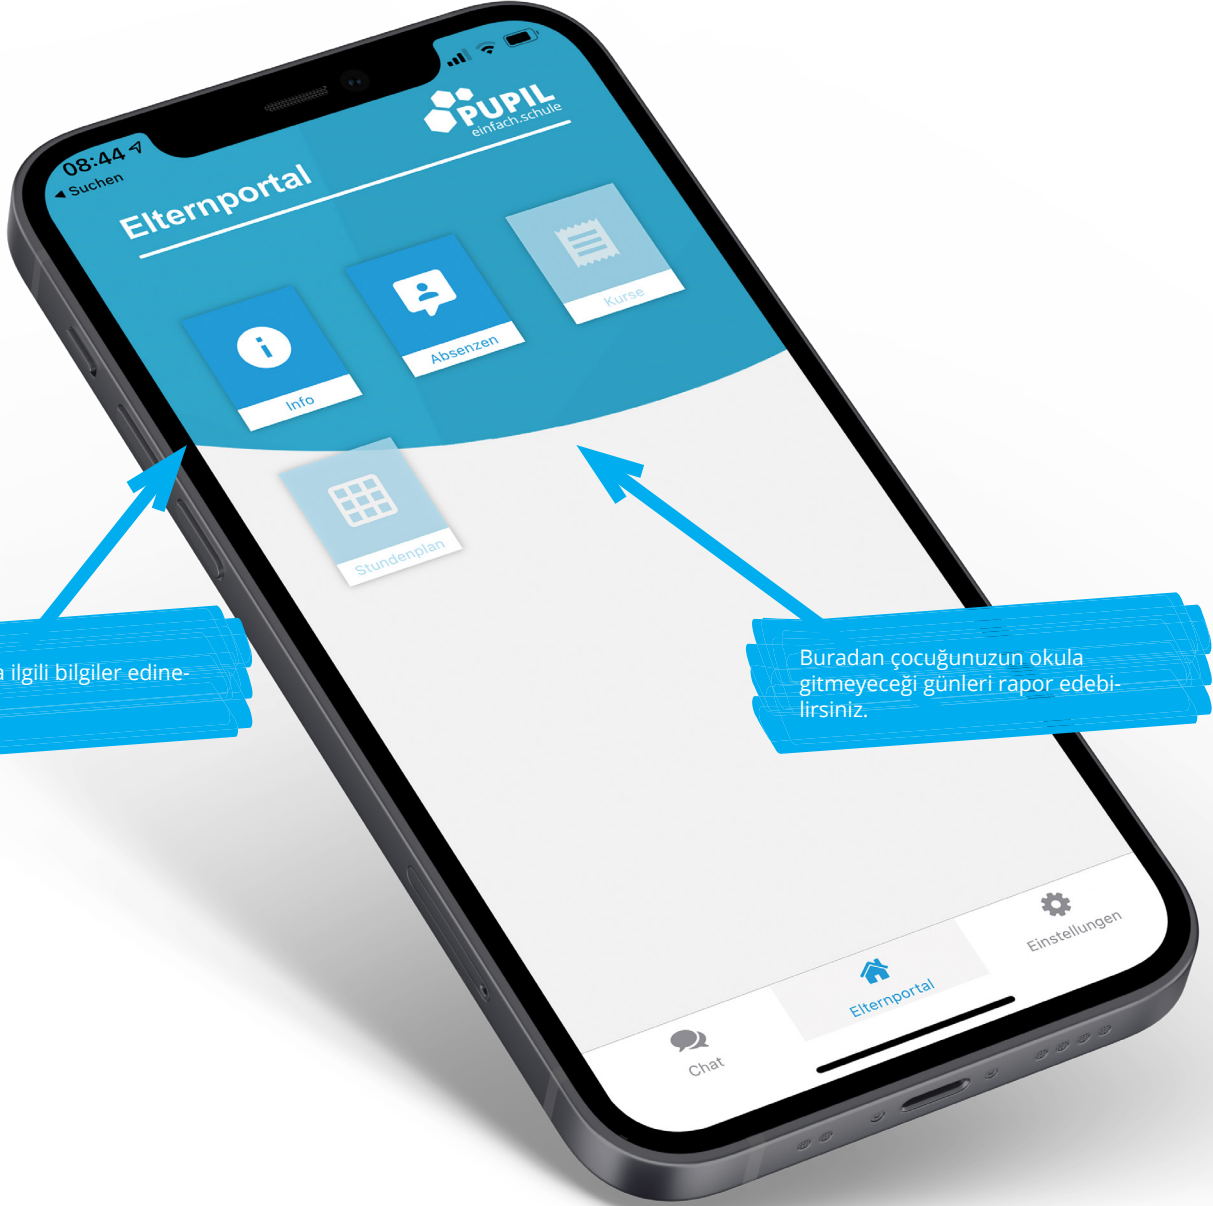 08:44
Suchen
PUPIL
einfach.schule
Elternportal
Info
Absenzen
Kurse
Stundenplan
ilgili bilgiler edine-
Buradan çocuğunuzun okula
gitmeyeceği günleri rapor edebi-
lirsiniz.
Chat
Elternportal
Einstellungen